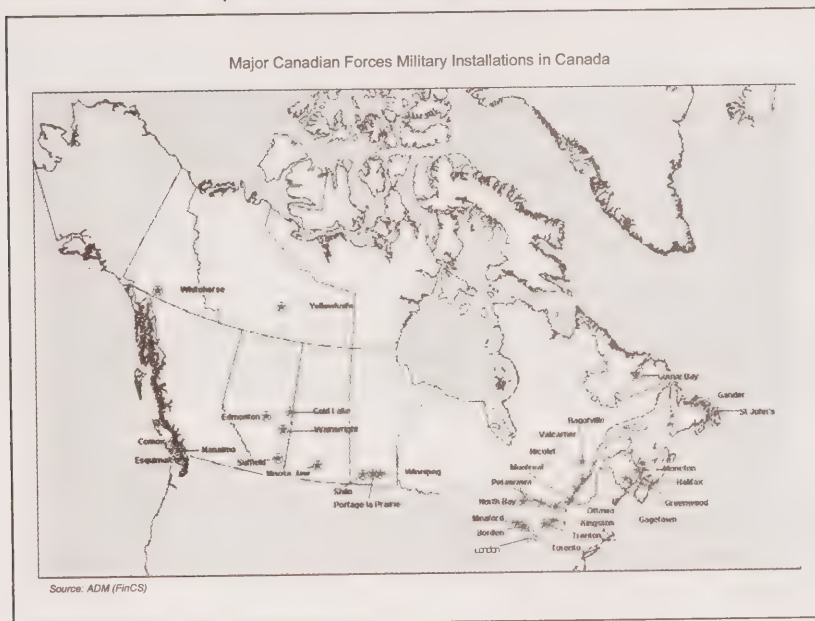 Major Canadian Forces Military Installations in Canada
Whitehorse
Yellowknife
Goose Bay
Gander
St John's
Edmonton
Cold Lake
Wainwright
Comox
Nanaimo
Esquimalt
Suffield
Moose Jaw
Shilo
Portage la Prairie
Winnipeg
Bagotville
Valcartier
Nicolet
Montreal
Petawawa
North Bay
Meaford
Borden
London
Ottawa
Kingston
Trenton
Toronto
Moncton
Halifax
Greenwood
Gagetown
Source: ADM (FinCS)